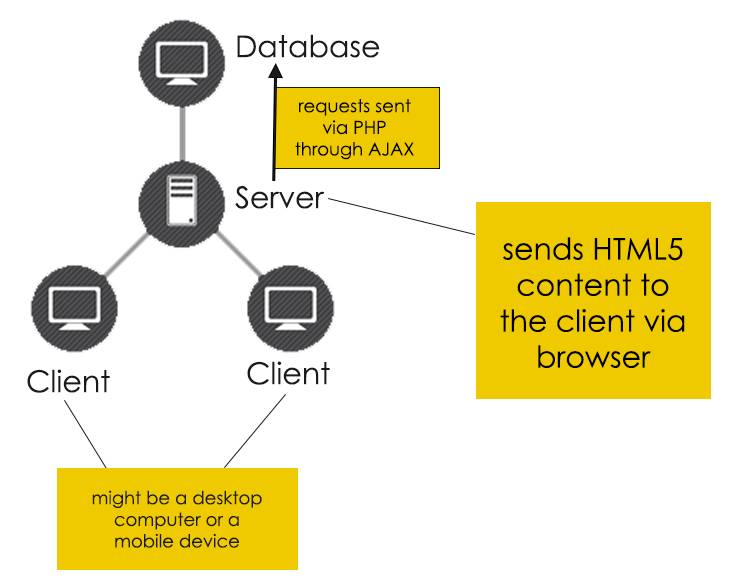 Database
requests sent
via PHP
through AJAX
Server
sends HTML5
content to
the client via
browser
Client
Client
might be a desktop
computer or a
mobile device